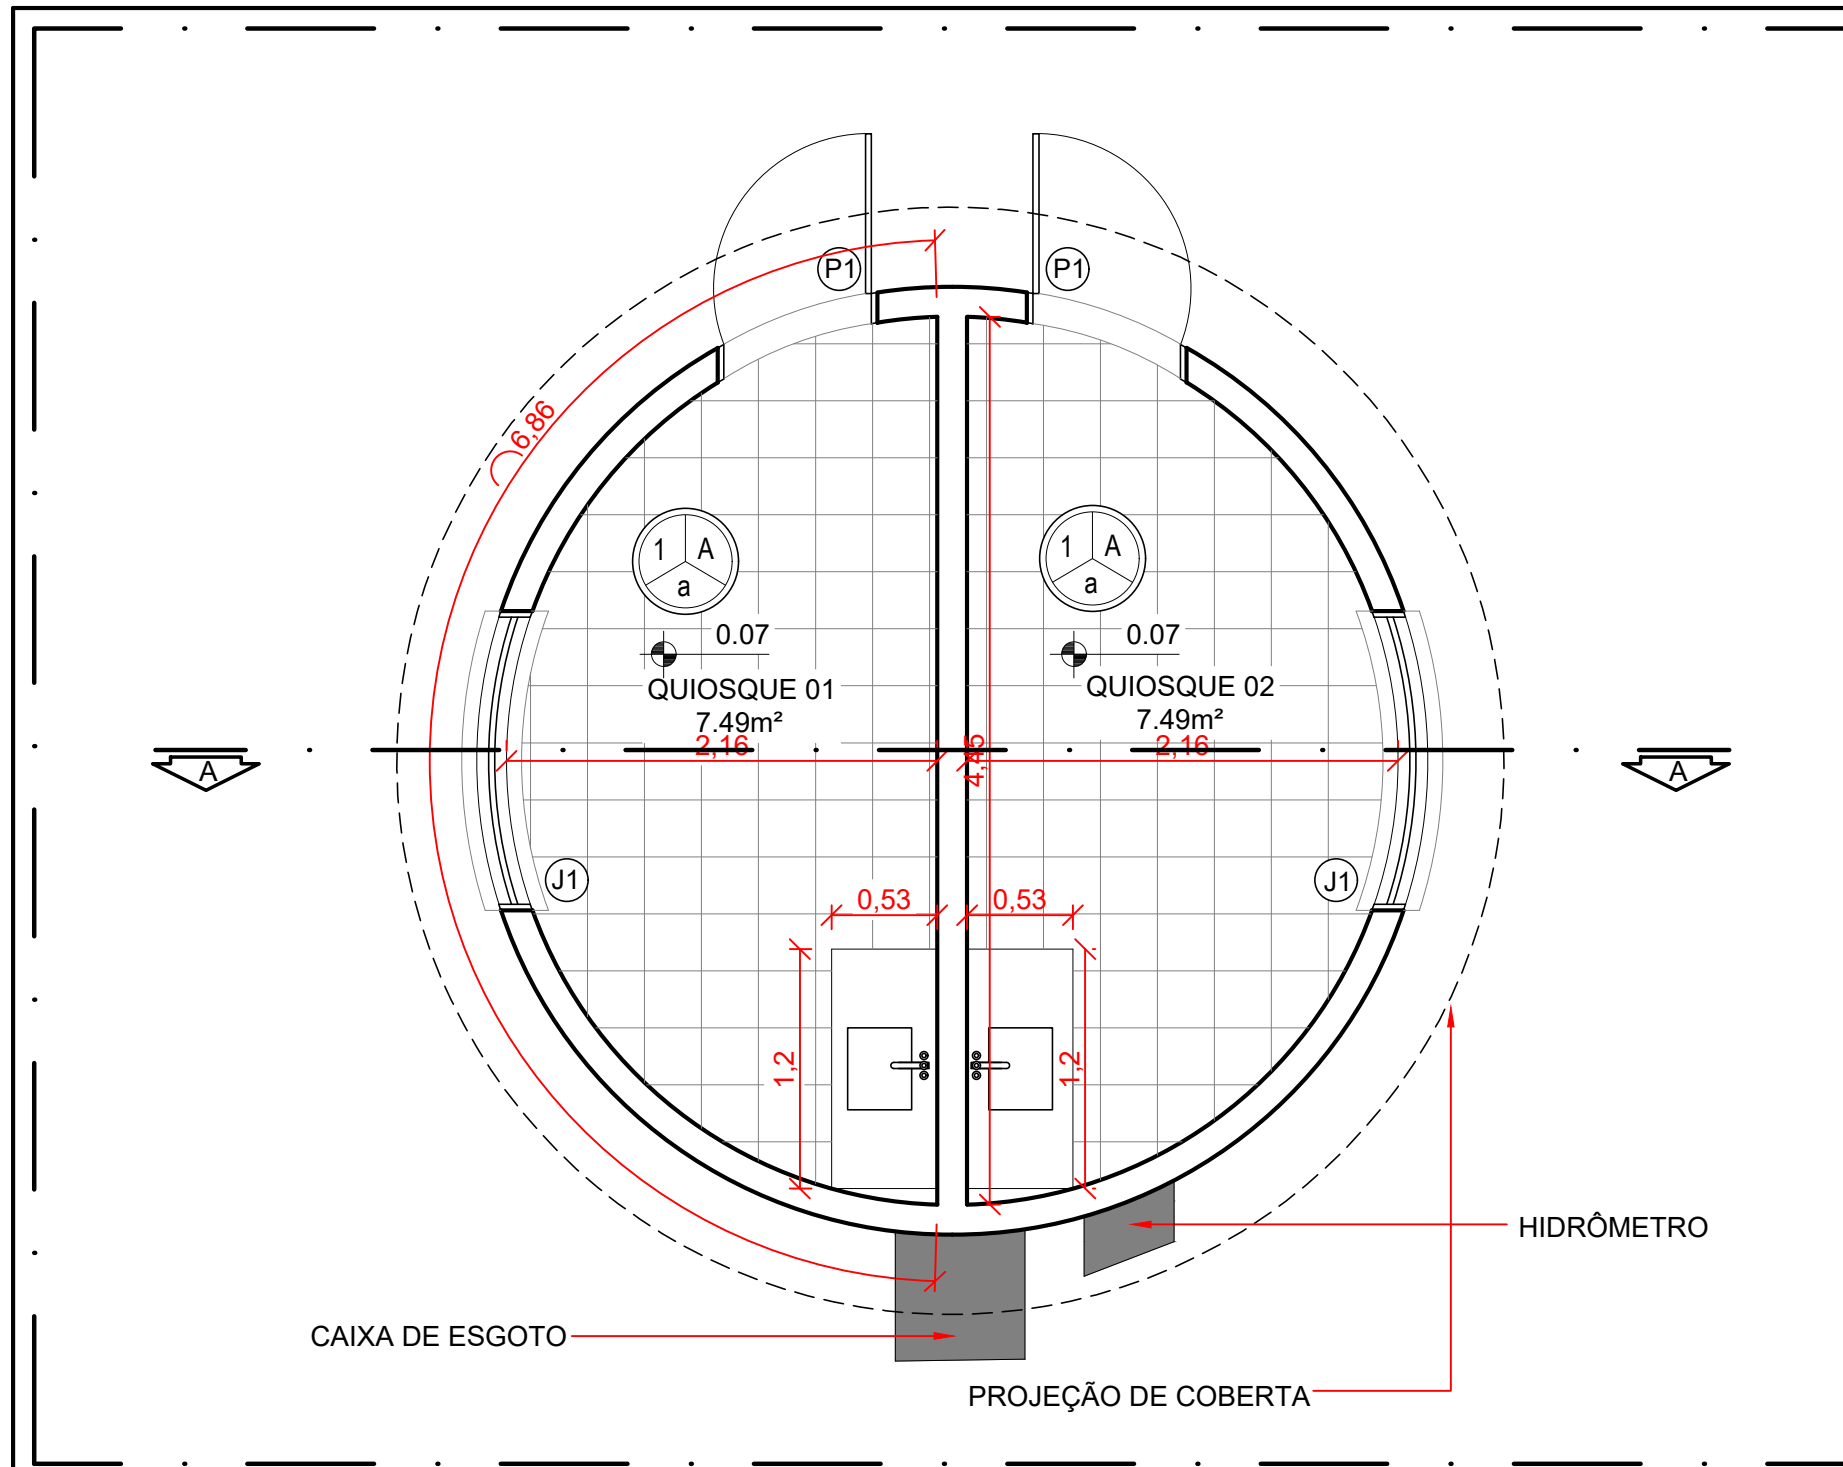 P1
P1
6,86
1 A
a
1 A
a
0.07
0.07
QUIOSQUE 01
7.49m²
QUIOSQUE 02
7.49m²
2,16
4,45
2,16
A
A
J1
J1
0,53
0,53
1,2
1,2
HIDRÔMETRO
CAIXA DE ESGOTO
PROJEÇÃO DE COBERTA